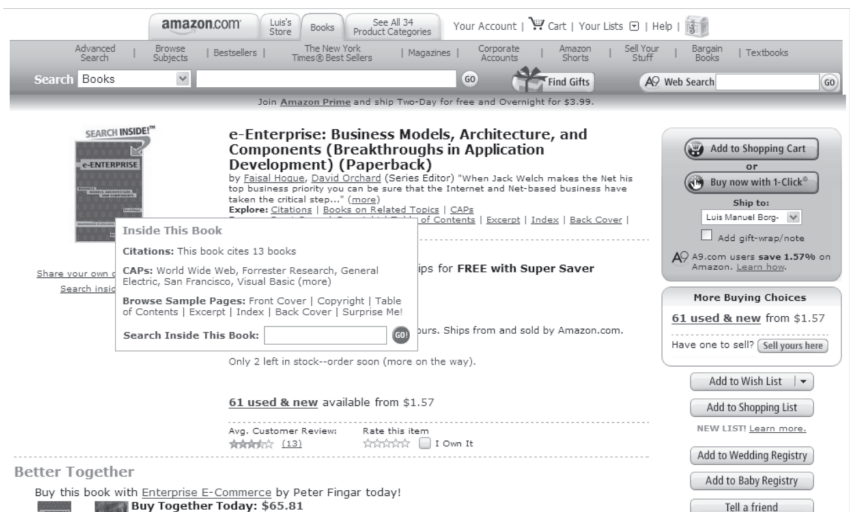 amazon.com
Luis's Store
Books
See All 34 Product Categories
Your Account | Cart | Your Lists | Help |
Advanced Search | Browse Subjects | Bestsellers | The New York Times® Best Sellers | Magazines | Corporate Accounts | Amazon Shorts | Sell Your Stuff | Bargain Books | Textbooks
Search Books GO Find Gifts A9 Web Search GO
Join Amazon Prime and ship Two-Day for free and Overnight for $3.99.
SEARCH INSIDE!™
e-ENTERPRISE
e-Enterprise: Business Models, Architecture, and
Components (Breakthroughs in Application
Development) (Paperback)
by Faisal Hoque, David Orchard (Series Editor) "When Jack Welch makes the Net his
top business priority you can be sure that the Internet and Net-based business have
taken the critical step..." (more)
Explore: Citations | Books on Related Topics | CAPs
of Contents | Excerpt | Index | Back Cover |
Inside This Book
Citations: This book cites 13 books
CAPs: World Wide Web, Forrester Research, General
Electric, San Francisco, Visual Basic (more)
Browse Sample Pages: Front Cover | Copyright | Table
of Contents | Excerpt | Index | Back Cover | Surprise Me!
Search Inside This Book: GO!
Share your own
Search
ips for FREE with Super Saver
ours. Ships from and sold by Amazon.com.
Only 2 left in stock--order soon (more on the way).
61 used & new available from $1.57
Avg. Customer Review: Rate this item
(13) I Own It
Better Together
Buy this book with Enterprise E-Commerce by Peter Fingar today!
Buy Together Today: $65.81
Add to Shopping Cart
or
Buy now with 1-Click®
Ship to:
Luis Manuel Borg-
Add gift-wrap/note
A9 A9.com users save 1.57% on
Amazon. Learn how.
More Buying Choices
61 used & new from $1.57
Have one to sell? Sell yours here
Add to Wish List
Add to Shopping List
NEW LIST! Learn more.
Add to Wedding Registry
Add to Baby Registry
Tell a friend